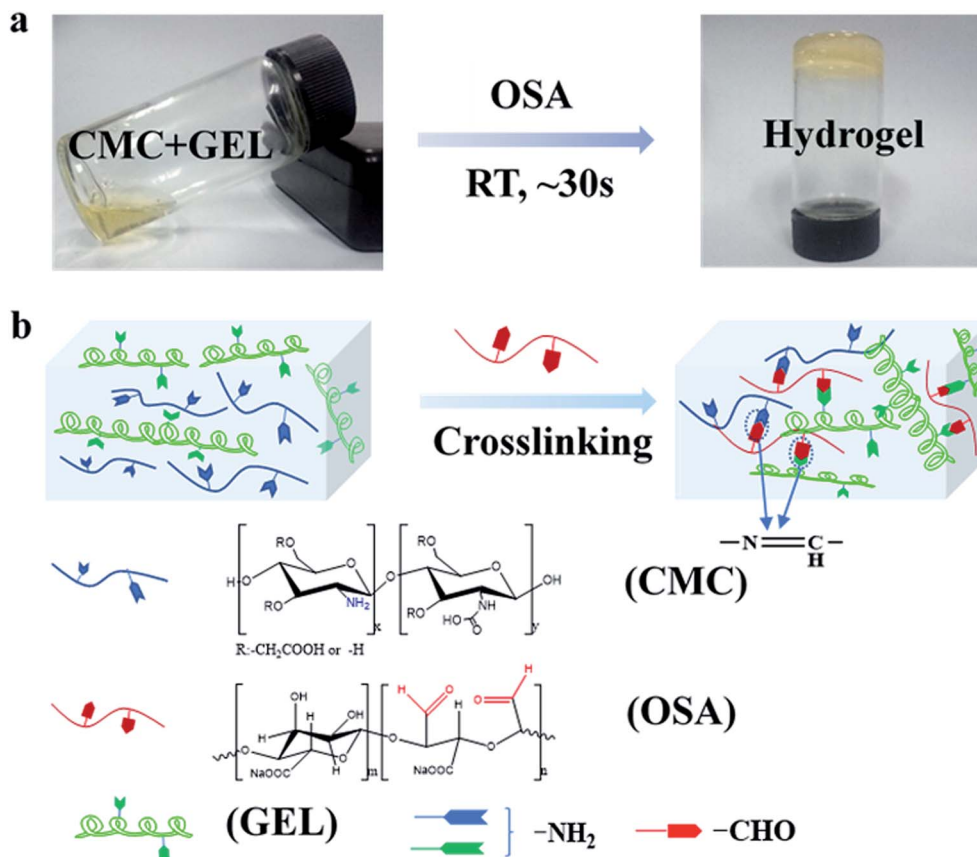 a
CMC+GEL
OSA
RT, ~30s
Hydrogel
b
Crosslinking
–N=C–
H
RO
O
RO
NH₂
x
H
O
O
RO
O
RO
NH
HO
O
y
OH
R:-CH₂COOH or -H
(CMC)
OH
H
H
OH
O
H
NaOOC
H
O
m
H
O
O
H
H
O
NaOOC
O
n
(OSA)
(GEL)
–NH₂
–CHO